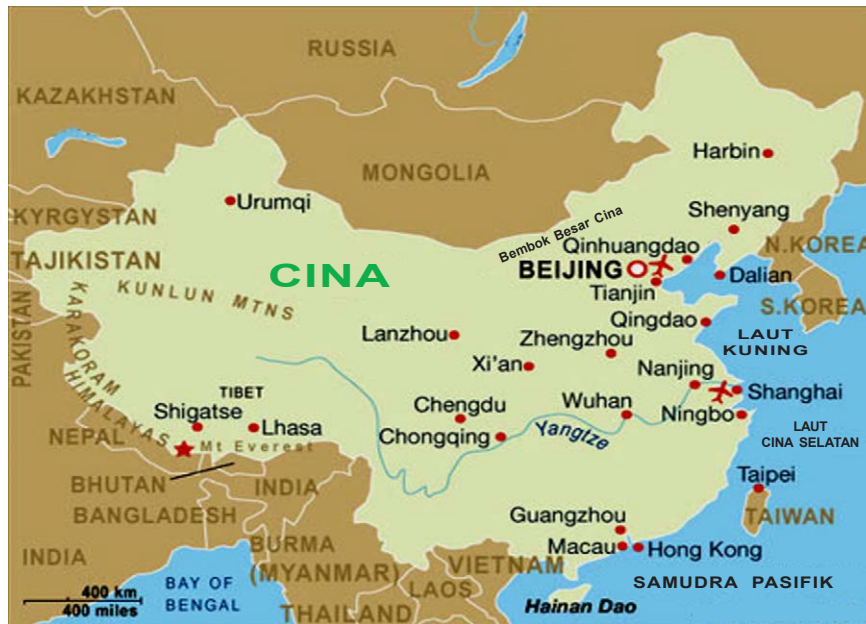 RUSSIA
KAZAKHSTAN
MONGOLIA
Harbin
Urumqi
KYRGYSTAN
Shenyang
Bembok Besar Cina
Qinhuangdao
N.KOREA
TAJIKISTAN
CINA
BEIJING
Dalian
Tianjin
KUNLUN MTNS
S.KOREA
KARAKORAM
PAKISTAN
Qingdao
Lanzhou
Zhengzhou
LAUT
KUNING
Xi'an
Nanjing
HIMALAYAS
TIBET
Shanghai
Shigatse
Lhasa
Chengdu
Wuhan
Ningbo
LAUT
CINA SELATAN
NEPAL
Mt Everest
Chongqing
Yangtze
Taipei
BHUTAN
INDIA
BANGLADESH
Guangzhou
TAIWAN
INDIA
BURMA
(MYANMAR)
Macau
Hong Kong
VIETNAM
LAOS
BAY OF
BENGAL
SAMUDRA PASIFIK
400 km
400 miles
THAILAND
Hainan Dao